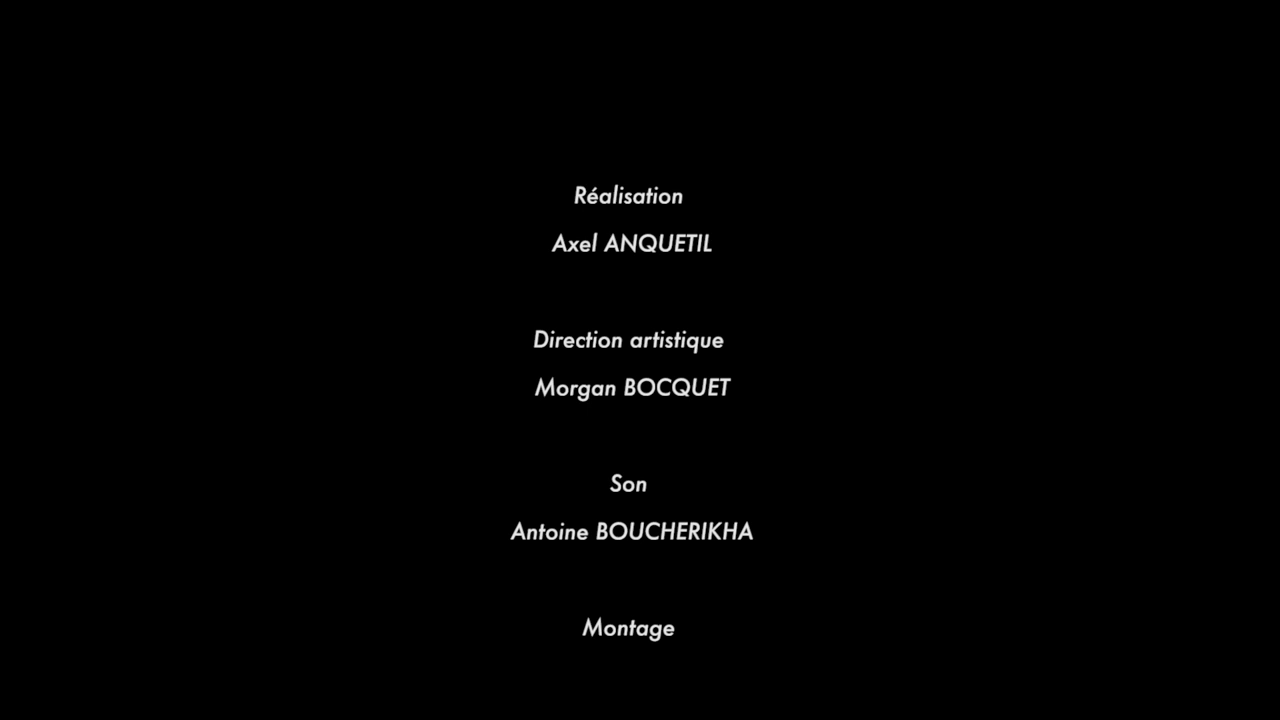 Réalisation
Axel ANQUETIL
Direction artistique
Morgan BOCQUET
Son
Antoine BOUCHERIKHA
Montage